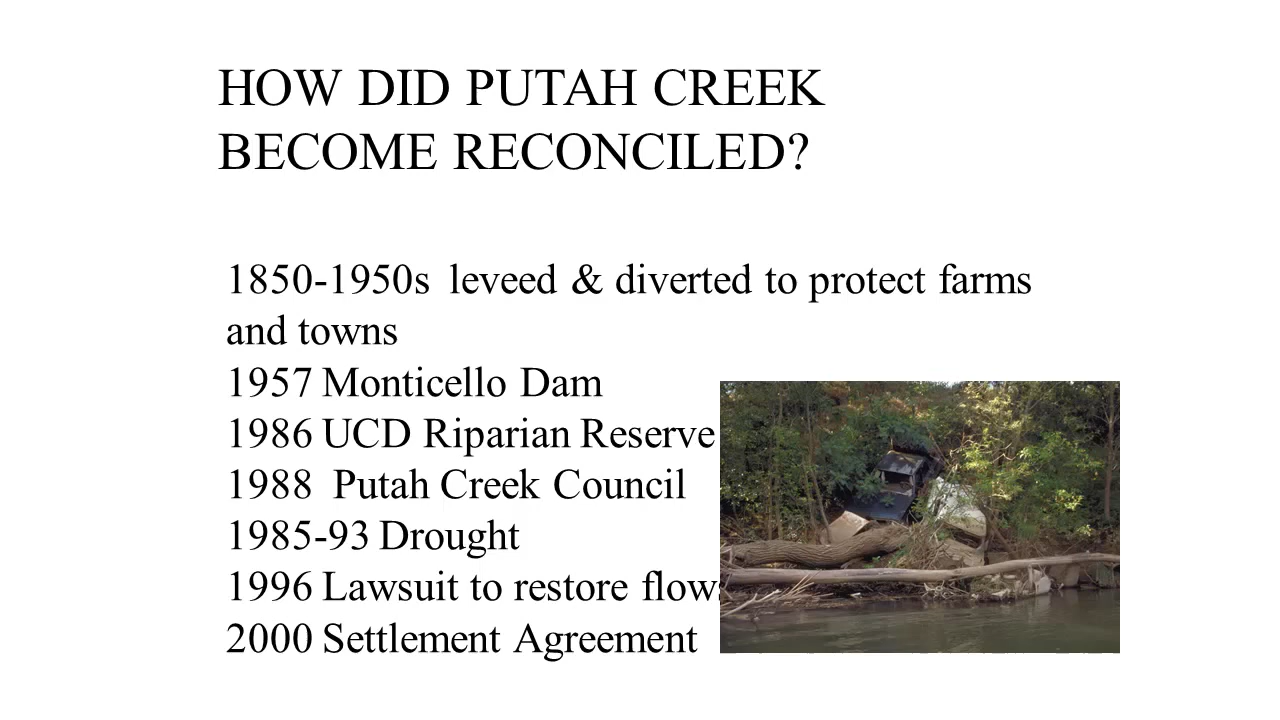 HOW DID PUTAH CREEK
BECOME RECONCILED?
1850-1950s leveed & diverted to protect farms
and towns
1957 Monticello Dam
1986 UCD Riparian Reserve
1988 Putah Creek Council
1985-93 Drought
1996 Lawsuit to restore flows
2000 Settlement Agreement